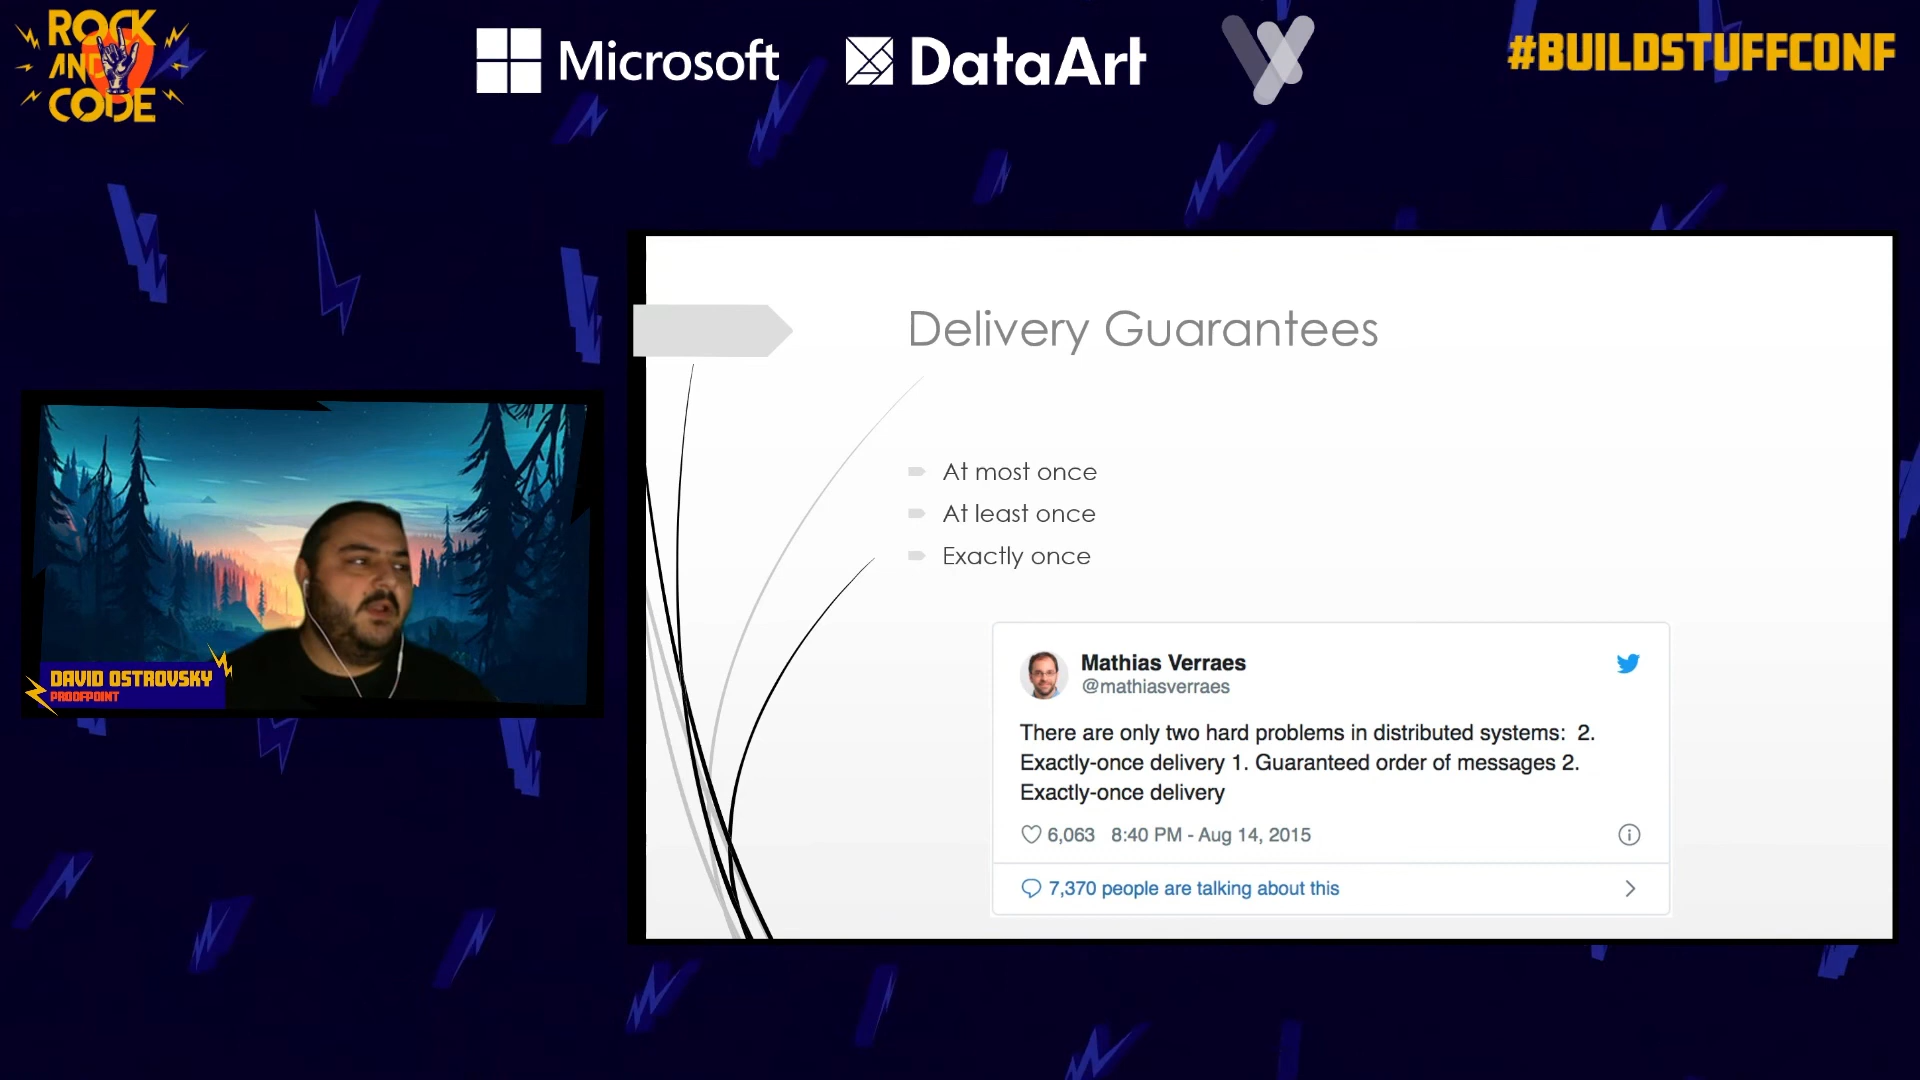 ROCK
AND
CODE
Microsoft
DataArt
#BUILDSTUFFCONF
Delivery Guarantees
At most once
At least once
Exactly once
Mathias Verraes
@mathiasverraes
There are only two hard problems in distributed systems:  2.
Exactly-once delivery 1. Guaranteed order of messages 2.
Exactly-once delivery
6,063 8:40 PM - Aug 14, 2015
7,370 people are talking about this
DAVID OSTROVSKY
PROOFPOINT